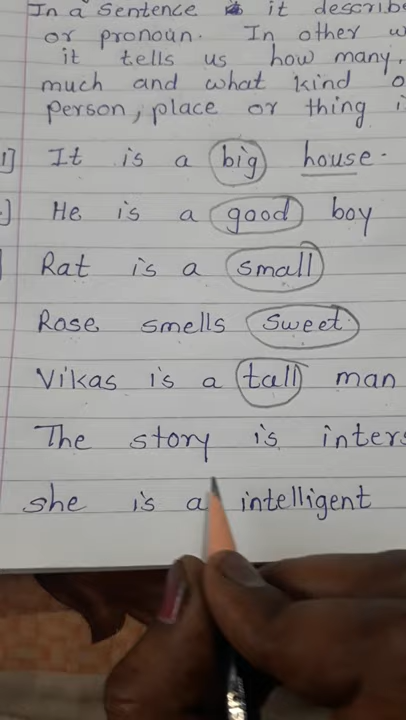 In a sentence it describe
or pronoun. In other w
it tells us how many,
much and what kind o
person, place or thing i
1] It is a big house.
.] He is a good boy
] Rat is a small
Rose smells sweet
Vikas is a tall man
The story is inters
she is a intelligent